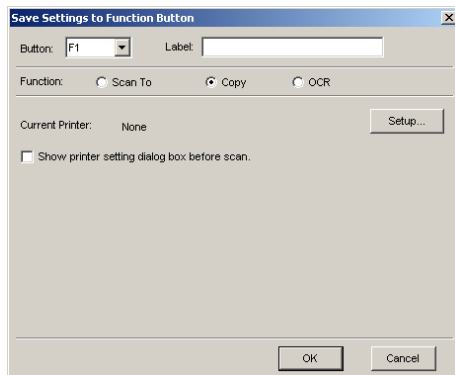 Save Settings to Function Button
Button: F1 Label:
Function: Scan To Copy OCR
Current Printer: None Setup...
Show printer setting dialog box before scan.
OK Cancel